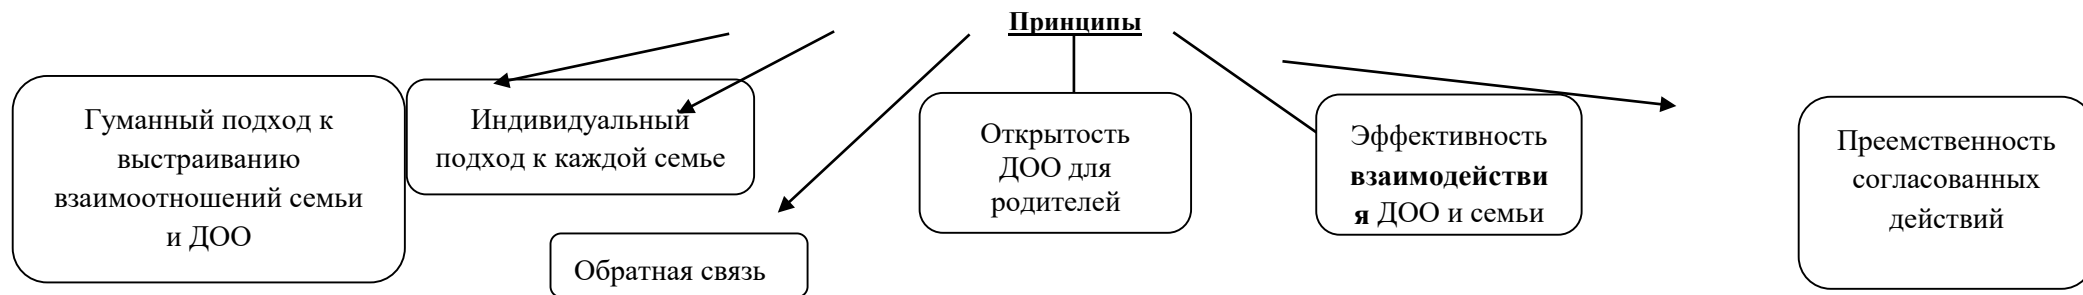 Принципы
Гуманный подход к
выстраиванию
взаимоотношений семьи
и ДОО
Индивидуальный
подход к каждой семье
Обратная связь
Открытость
ДОО для
родителей
Эффективность
взаимодействи
я ДОО и семьи
Преемственность
согласованных
действий